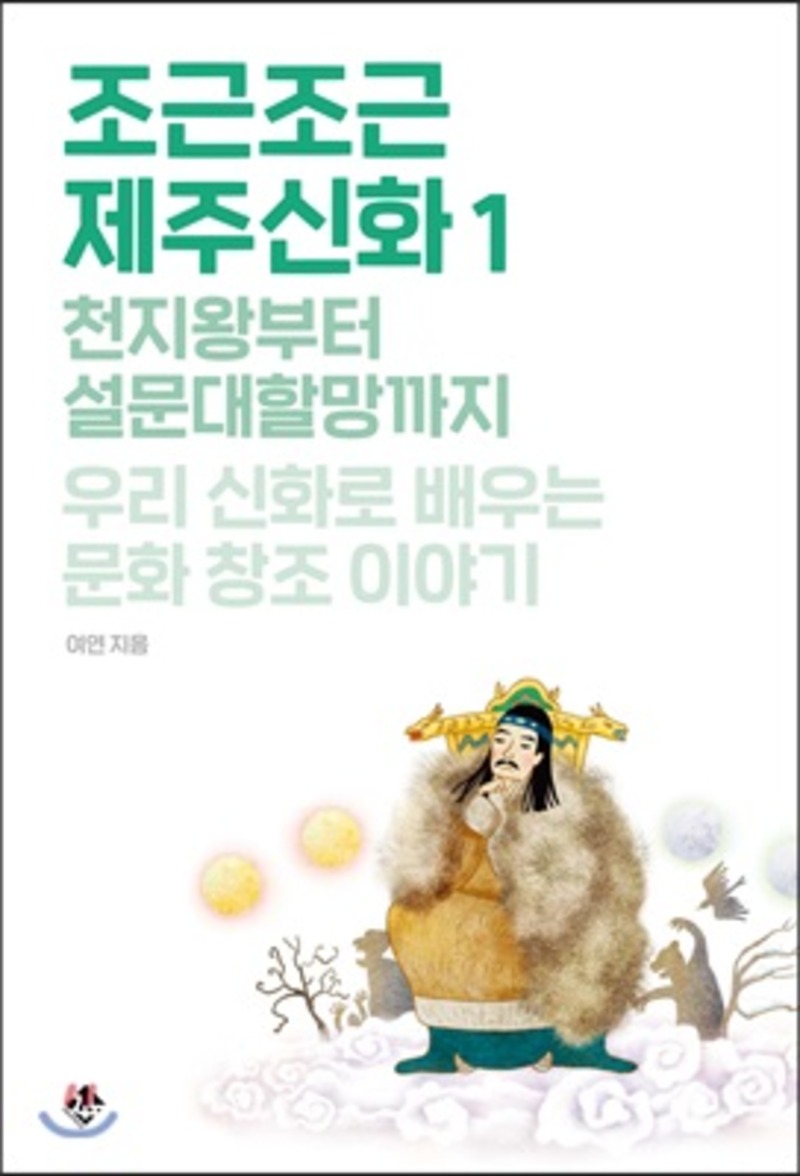 조근조근
제주신화 1
천지왕부터
설문대할망까지
우리 신화로 배우는
문화 창조 이야기
여연 지음